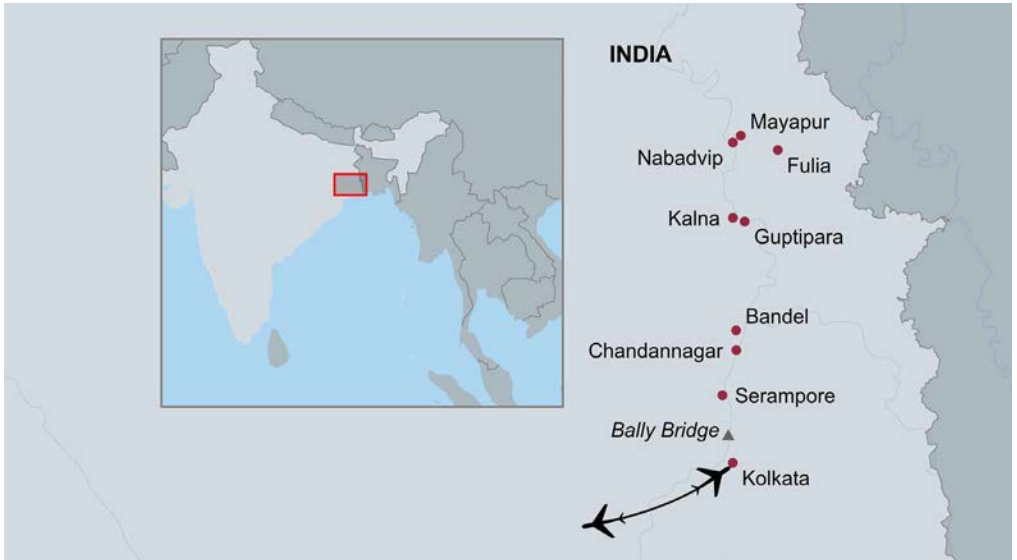 INDIA
Mayapur
Nabadvip
Fulia
Kalna
Guptipara
Bandel
Chandannagar
Serampore
Bally Bridge
Kolkata